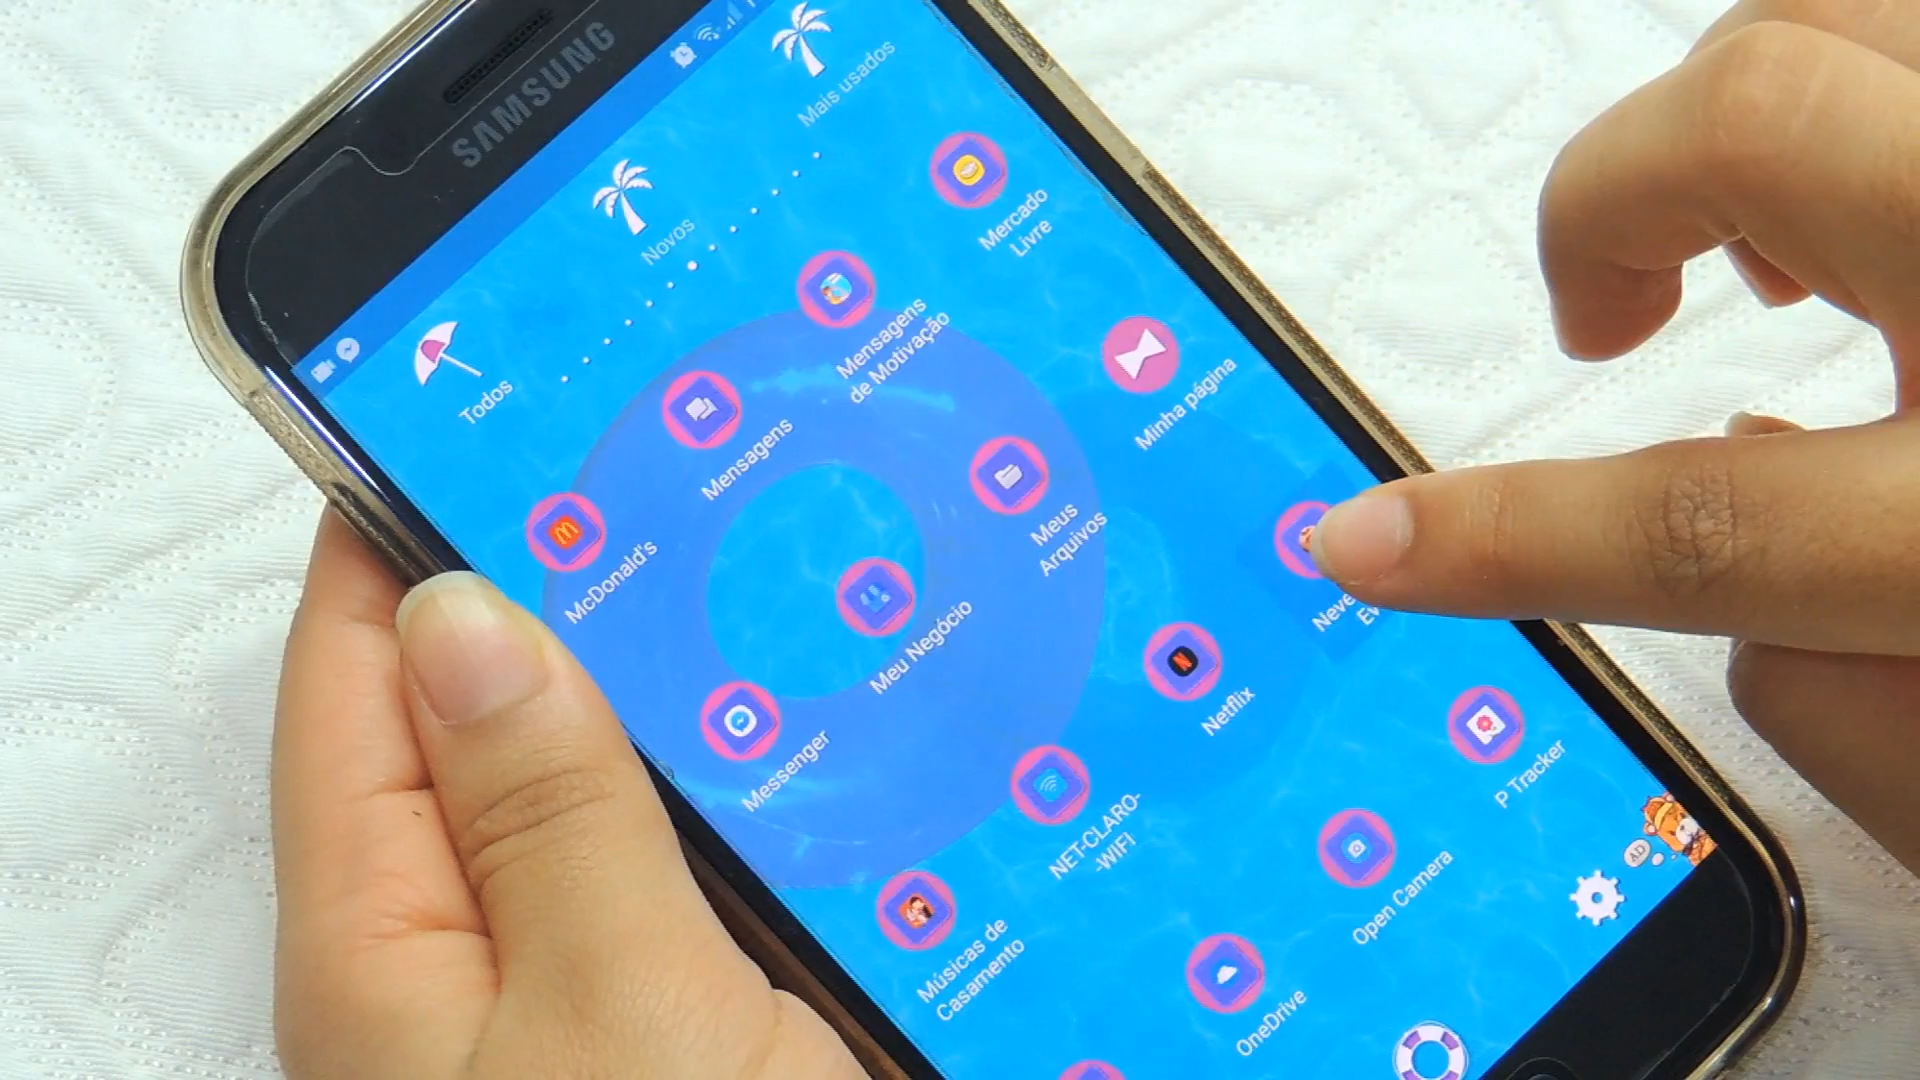 SAMSUNG
Todos
Novos
Mais usados
McDonald's
Mensagens
Mensagens
de Motivação
Mercado
Livre
Messenger
Meu Negócio
Meus
Arquivos
Minha página
Músicas de
Casamento
NET-CLARO-
-WIFI
Netflix
OneDrive
Open Camera
P Tracker
AD